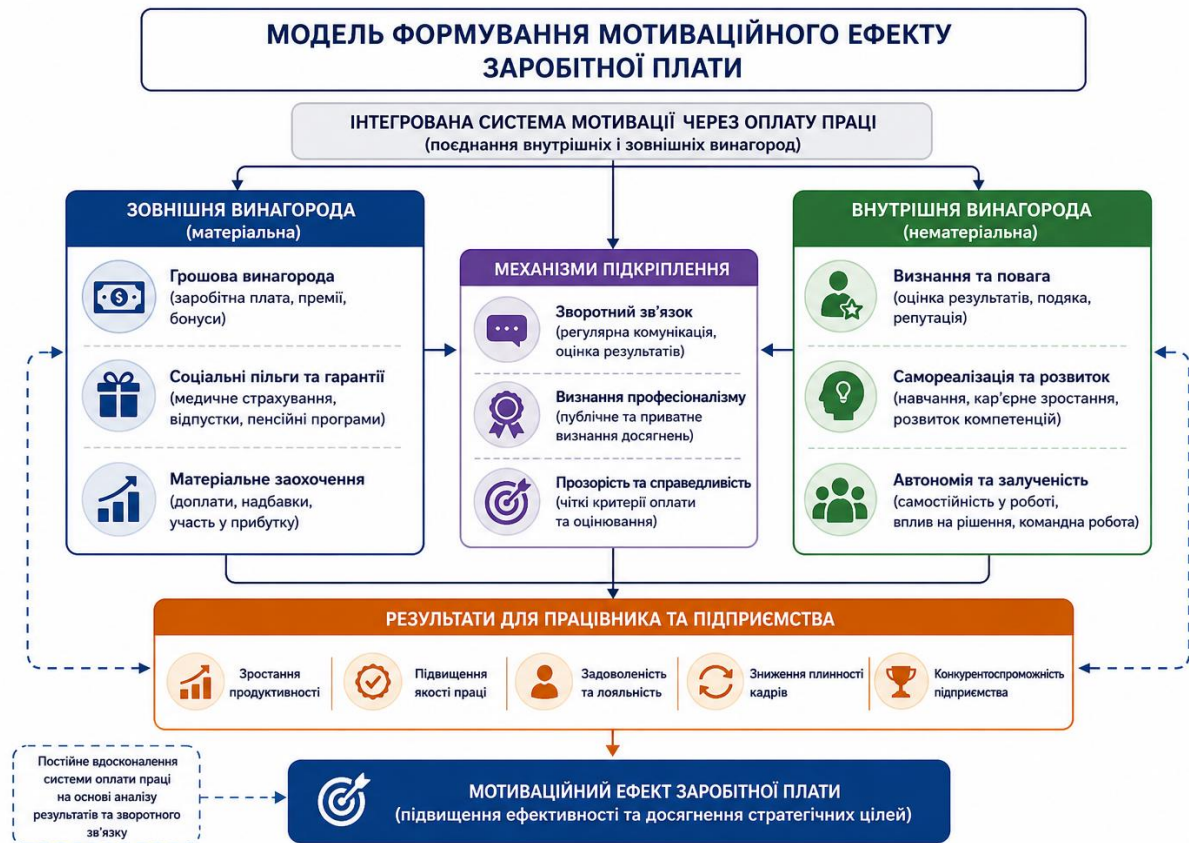 МОДЕЛЬ ФОРМУВАННЯ МОТИВАЦІЙНОГО ЕФЕКТУ
ЗАРОБІТНОЇ ПЛАТИ
ІНТЕГРОВАНА СИСТЕМА МОТИВАЦІЇ ЧЕРЕЗ ОПЛАТУ ПРАЦІ
(поєднання внутрішніх і зовнішніх винагород)
ЗОВНІШНЯ ВИНАГОРОДА
(матеріальна)
Грошова винагорода
(заробітна плата, премії,
бонуси)
Соціальні пільги та гарантії
(медичне страхування,
відпустки, пенсійні програми)
Матеріальне заохочення
(доплати, надбавки,
участь у прибутку)
МЕХАНІЗМИ ПІДКРІПЛЕННЯ
Зворотний зв'язок
(регулярна комунікація,
оцінка результатів)
Визнання професіоналізму
(публічне та приватне
визнання досягнень)
Прозорість та справедливість
(чіткі критерії оплати
та оцінювання)
ВНУТРІШНЯ ВИНАГОРОДА
(нематеріальна)
Визнання та повага
(оцінка результатів, подяка,
репутація)
Самореалізація та розвиток
(навчання, кар'єрне зростання,
розвиток компетенцій)
Автономія та залученість
(самостійність у роботі,
вплив на рішення, командна робота)
РЕЗУЛЬТАТИ ДЛЯ ПРАЦІВНИКА ТА ПІДПРИЄМСТВА
Зростання
продуктивності
Підвищення
якості праці
Задоволеність
та лояльність
Зниження плинності
кадрів
Конкурентоспроможність
підприємства
Постійне вдосконалення
системи оплати праці
на основі аналізу
результатів та зворотного
зв'язку
МОТИВАЦІЙНИЙ ЕФЕКТ ЗАРОБІТНОЇ ПЛАТИ
(підвищення ефективності та досягнення стратегічних цілей)